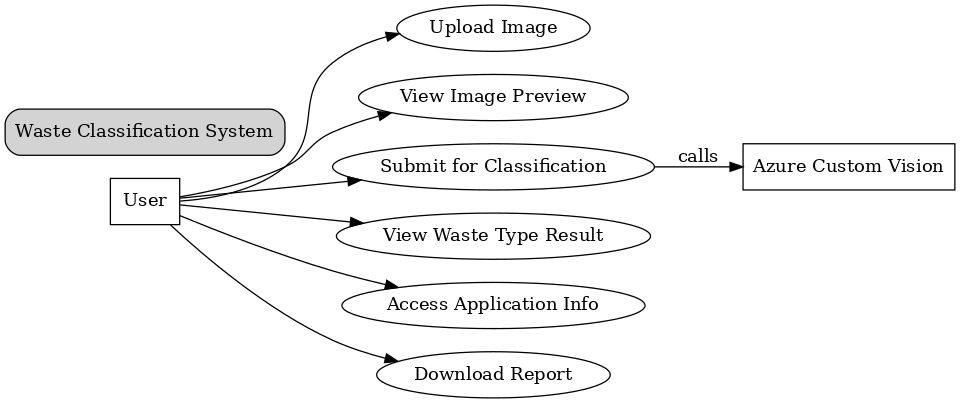 Upload Image
View Image Preview
Waste Classification System
Submit for Classification
calls
Azure Custom Vision
User
View Waste Type Result
Access Application Info
Download Report